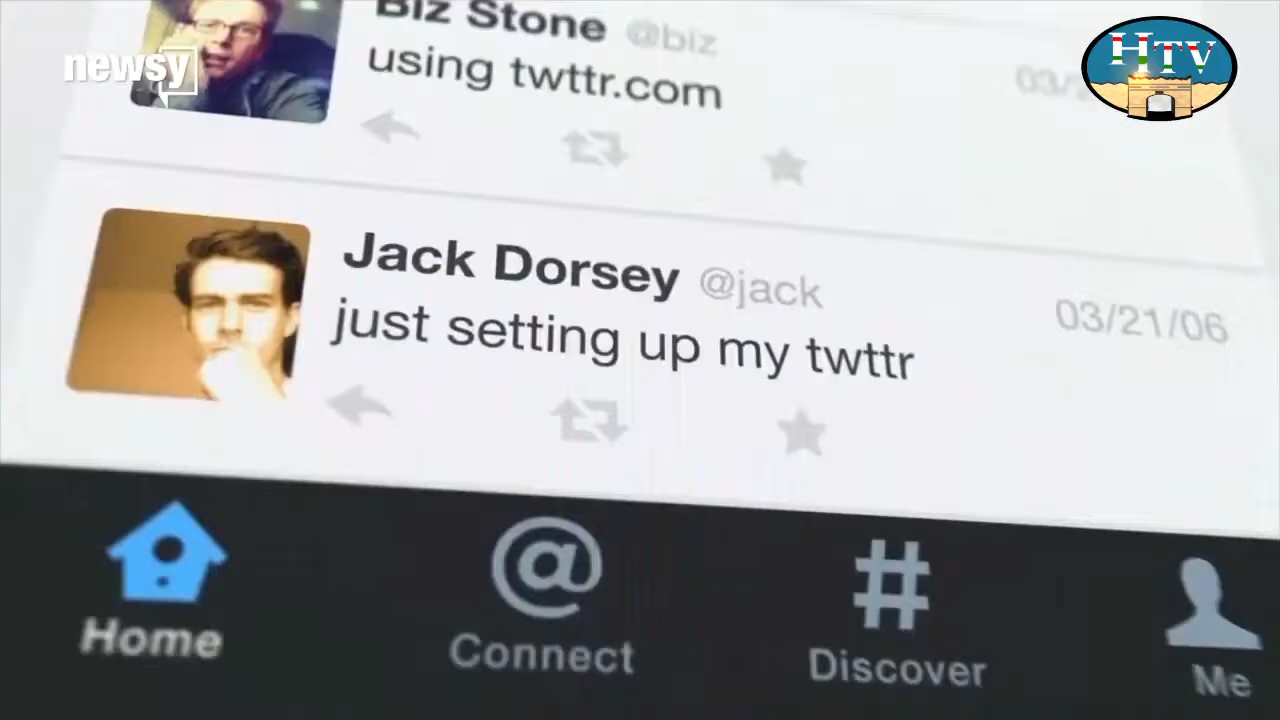 Biz Stone @biz
using twttr.com
newsy
HTV
Jack Dorsey @jack
03/21/06
just setting up my twttr
Home
Connect
Discover
Me